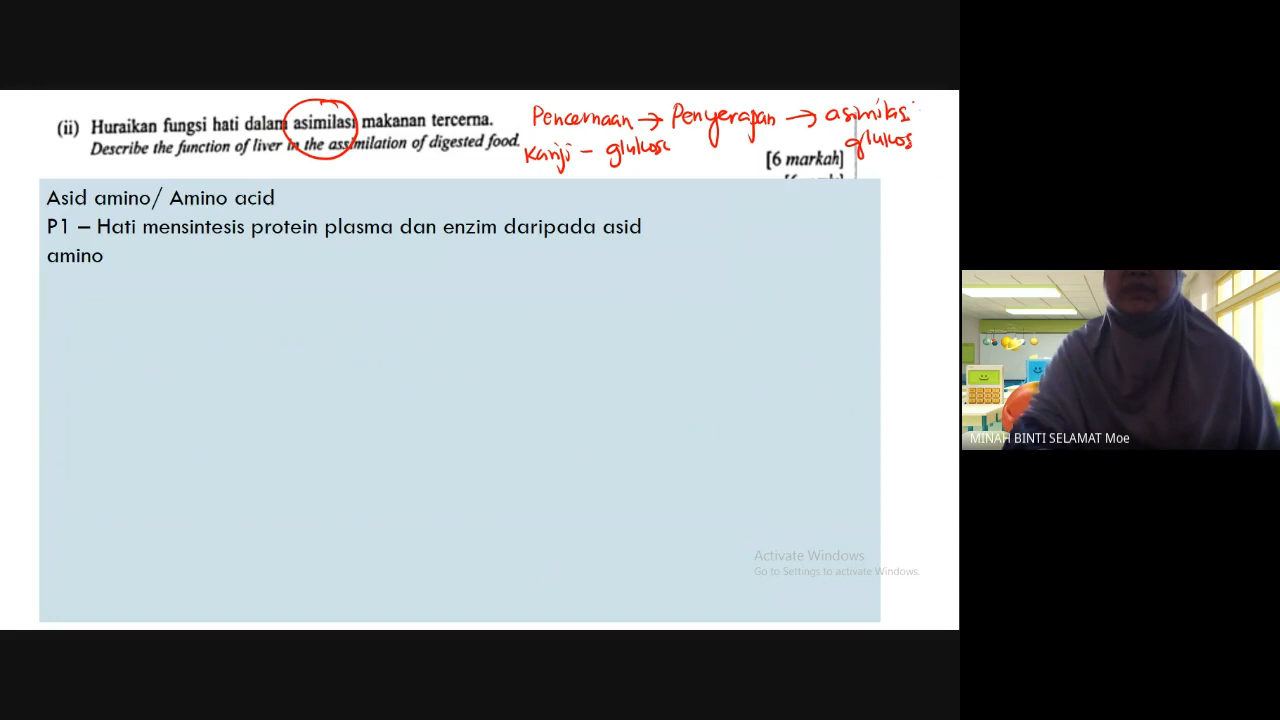 (ii) Huraikan fungsi hati dalam asimilasi makanan tercerna.
Describe the function of liver in the assimilation of digested food.
Pencernaan → Penyerapan → asimilasi
Kanji – glukosa
glukos
[6 markah]
Asid amino/ Amino acid
P1 – Hati mensintesis protein plasma dan enzim daripada asid
amino
Activate Windows
Go to Settings to activate Windows.
MINAH BINTI SELAMAT Moe